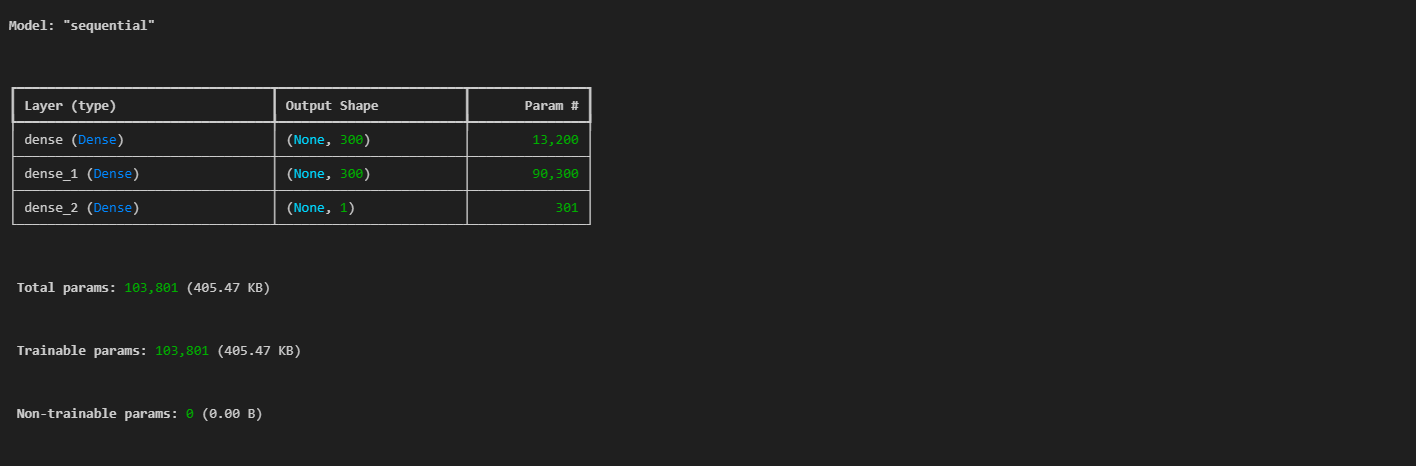 Model: "sequential"
Layer (type) Output Shape Param #
dense (Dense) (None, 300) 13,200
dense_1 (Dense) (None, 300) 90,300
dense_2 (Dense) (None, 1) 301
Total params: 103,801 (405.47 KB)
Trainable params: 103,801 (405.47 KB)
Non-trainable params: 0 (0.00 B)